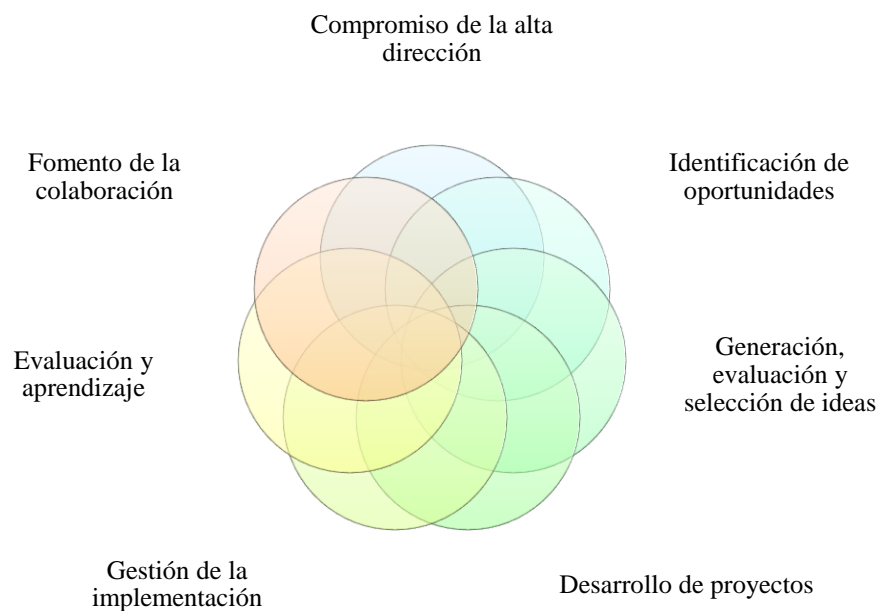 Compromiso de la alta
dirección
Fomento de la
colaboración
Identificación de
oportunidades
Evaluación y
aprendizaje
Generación,
evaluación y
selección de ideas
Gestión de la
implementación
Desarrollo de proyectos